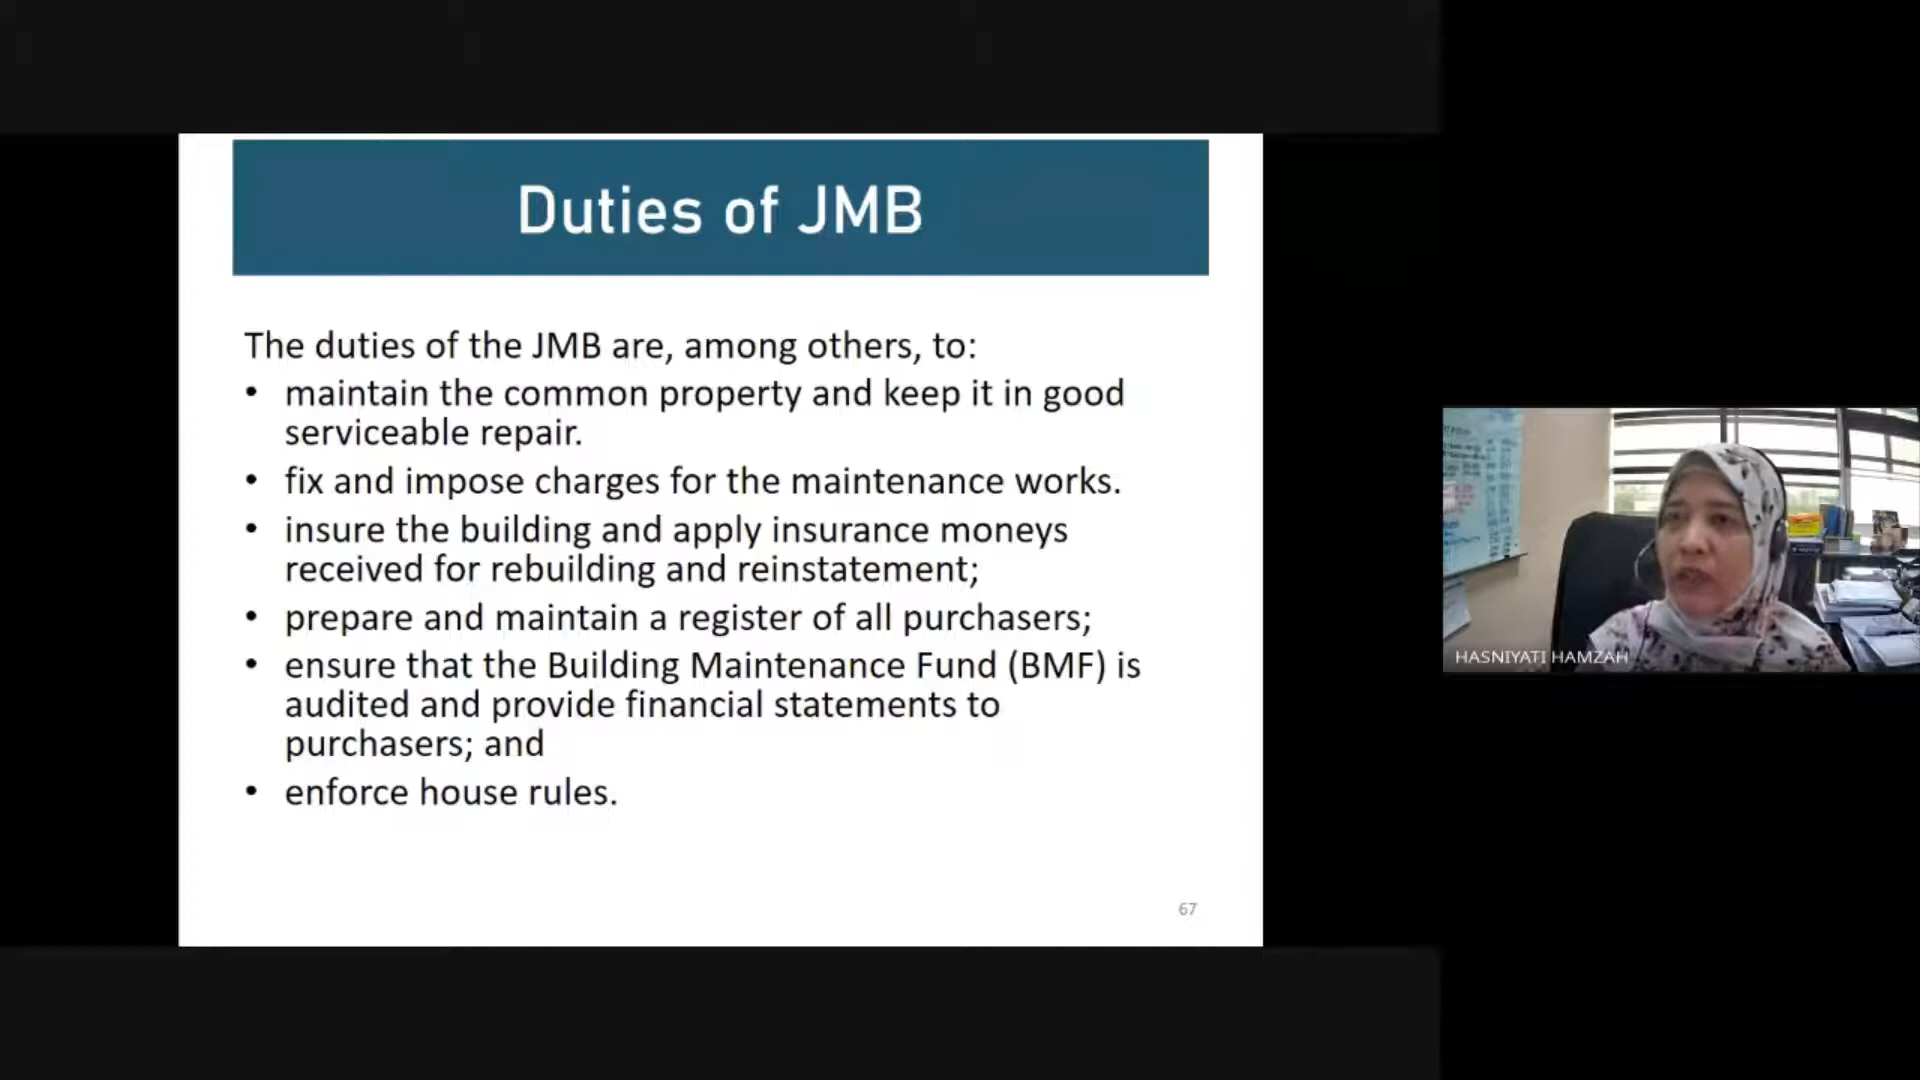 Duties of JMB
The duties of the JMB are, among others, to:
• maintain the common property and keep it in good
serviceable repair.
• fix and impose charges for the maintenance works.
• insure the building and apply insurance moneys
received for rebuilding and reinstatement;
• prepare and maintain a register of all purchasers;
• ensure that the Building Maintenance Fund (BMF) is
audited and provide financial statements to
purchasers; and
• enforce house rules.
67
HASNIYATI HAMZAH